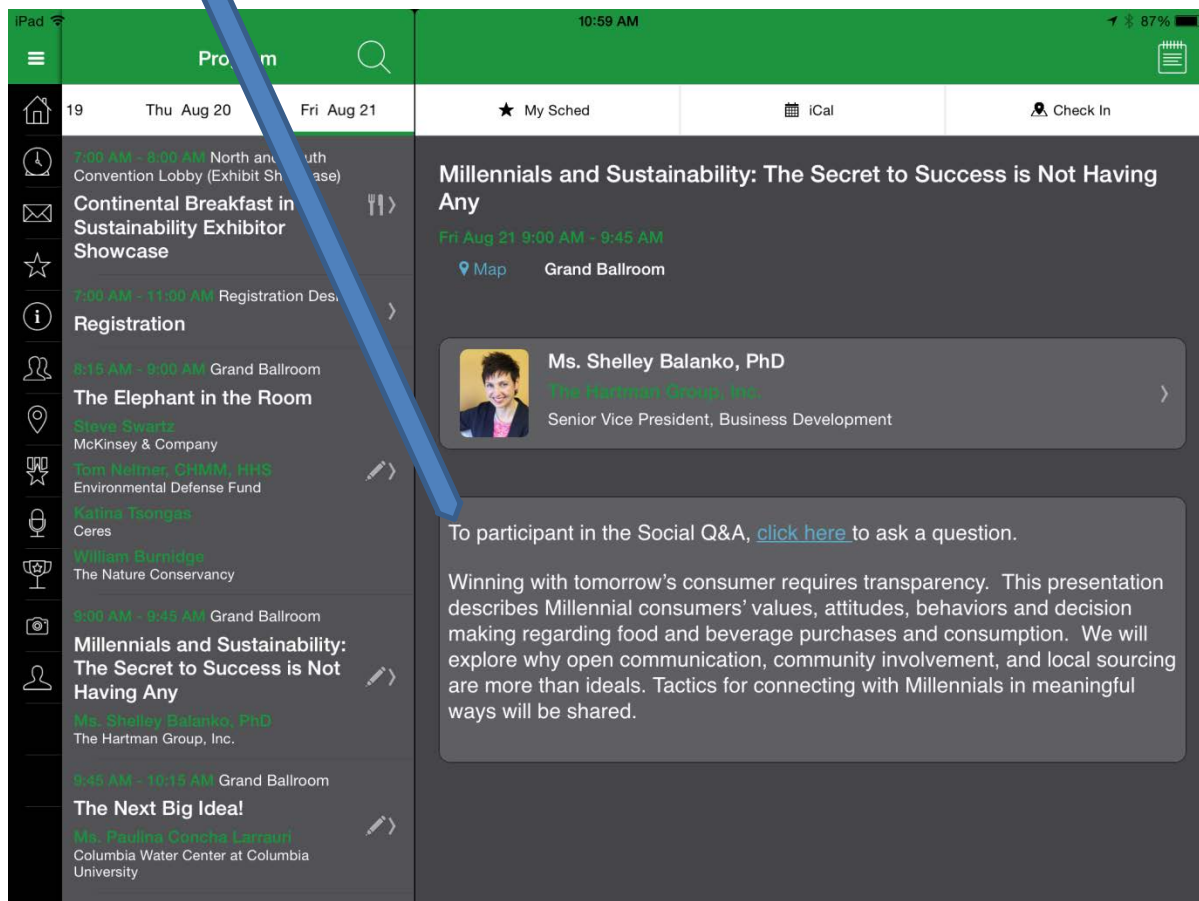 iPad
10:59 AM
87%
Program
19
Thu Aug 20
Fri Aug 21
My Sched
iCal
Check In
7:00 AM - 8:00 AM North and
Convention Lobby (Exhibit
Continental Breakfast in
Sustainability Exhibitor
Showcase
7:00 AM - 11:00 AM Registration
Registration
8:15 AM - 9:00 AM Grand Ballroom
The Elephant in the Room
Steve Swartz
McKinsey & Company
Tom Neltner, CHMM, HHS
Environmental Defense Fund
Katina Tsongas
Ceres
William Burnidge
The Nature Conservancy
9:00 AM - 9:45 AM Grand Ballroom
Millennials and Sustainability:
The Secret to Success is Not
Having Any
Ms. Shelley Balanko, PhD
The Hartman Group, Inc.
9:45 AM - 10:15 AM Grand Ballroom
The Next Big Idea!
Ms. Paulina Concha Larrauri
Columbia Water Center at Columbia
University
Millennials and Sustainability: The Secret to Success is Not Having
Any
Fri Aug 21 9:00 AM - 9:45 AM
Map Grand Ballroom
Ms. Shelley Balanko, PhD
The Hartman Group, Inc.
Senior Vice President, Business Development
To participant in the Social Q&A, click here to ask a question.
Winning with tomorrow's consumer requires transparency. This presentation
describes Millennial consumers' values, attitudes, behaviors and decision
making regarding food and beverage purchases and consumption. We will
explore why open communication, community involvement, and local sourcing
are more than ideals. Tactics for connecting with Millennials in meaningful
ways will be shared.